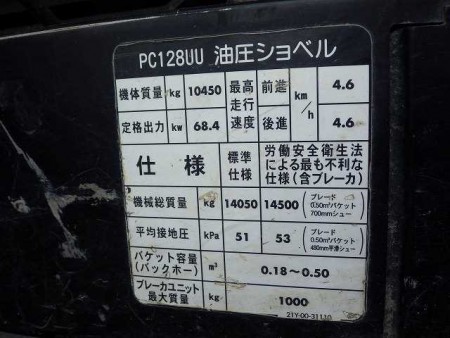 PC128UU 油圧ショベル
機体質量 kg 10450 最高走行速度 前進 km/h 4.6
定格出力 kw 68.4 後進 4.6
仕様 標準仕様 労働安全衛生法による最も不利な仕様(含ブレーカ)
機械総質量 kg 14050 14500 (ブレード 0.50m³バケット 700mmシュー)
平均接地圧 kPa 51 53 (ブレード 0.50m³バケット 480mm平滑シュー)
バケット容量(バックホー) m³ 0.18~0.50
ブレーカユニット最大質量 kg 1000
21Y-00-31110